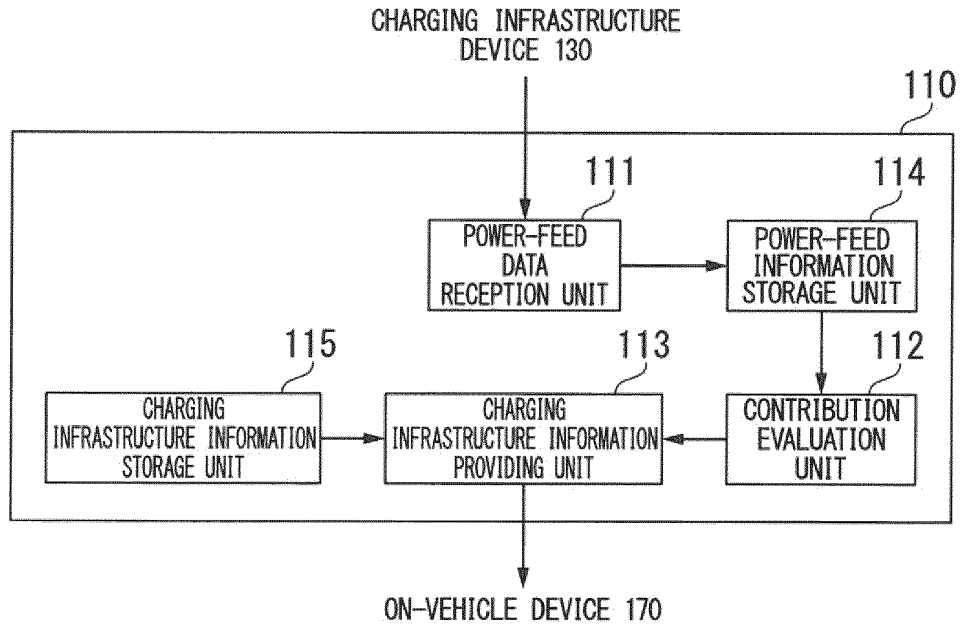 CHARGING INFRASTRUCTURE
DEVICE 130
110
111
114
POWER-FEED
DATA
RECEPTION UNIT
POWER-FEED
INFORMATION
STORAGE UNIT
115
113
112
CHARGING
INFRASTRUCTURE INFORMATION
STORAGE UNIT
CHARGING
INFRASTRUCTURE INFORMATION
PROVIDING UNIT
CONTRIBUTION
EVALUATION
UNIT
ON-VEHICLE DEVICE 170